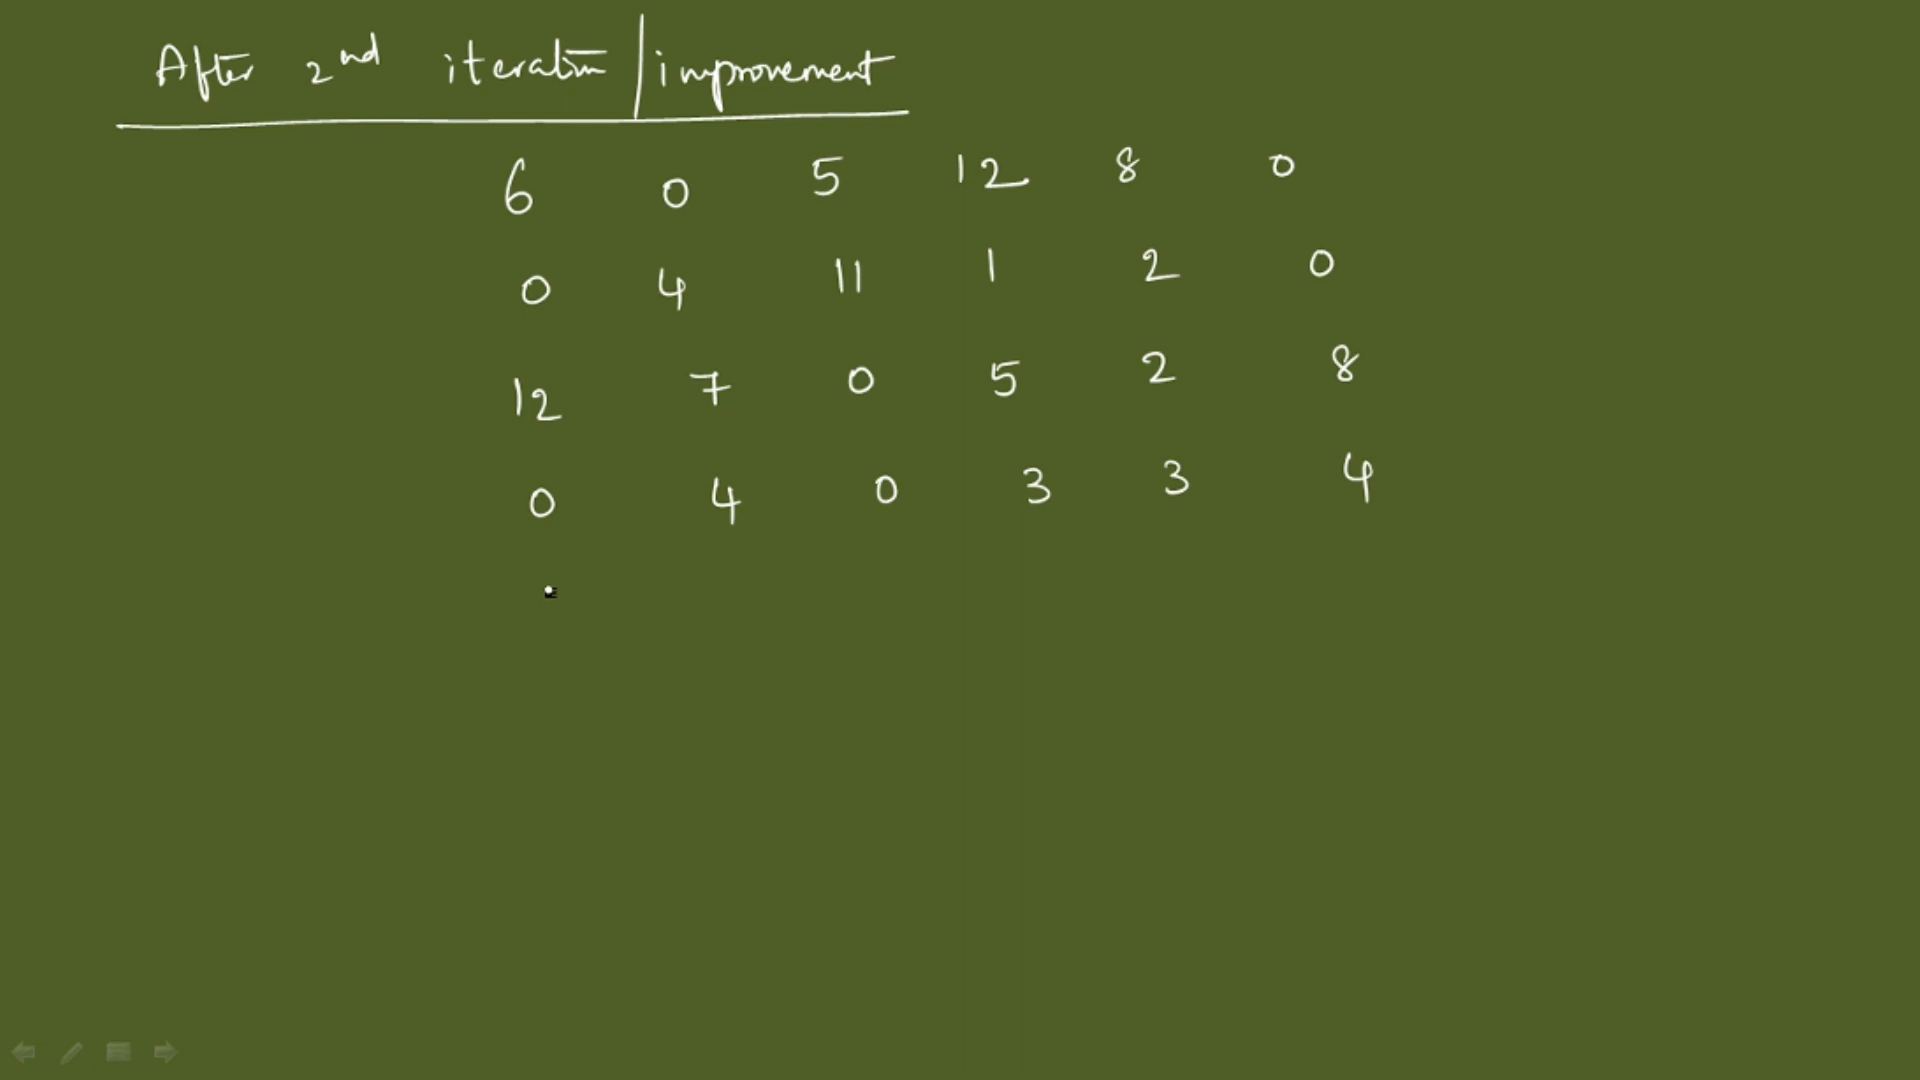 After 2nd iteration / improvement
6 0 5 12 8 0
0 4 11 1 2 0
12 7 0 5 2 8
0 4 0 3 3 4